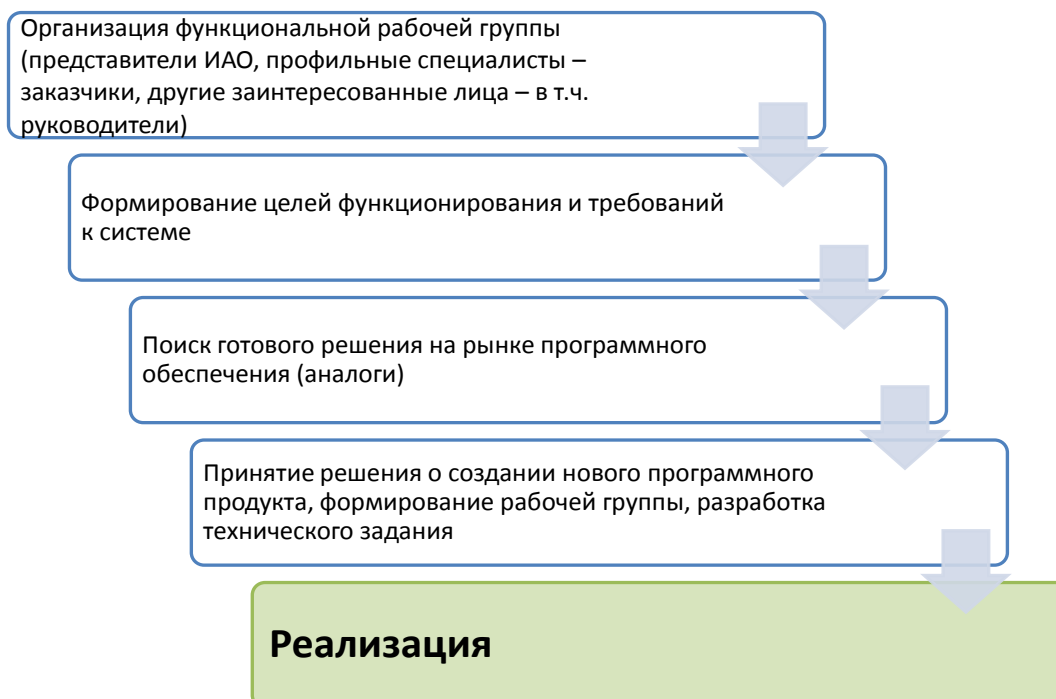 Организация функциональной рабочей группы
(представители ИАО, профильные специалисты –
заказчики, другие заинтересованные лица – в т.ч.
руководители)
Формирование целей функционирования и требований
к системе
Поиск готового решения на рынке программного
обеспечения (аналоги)
Принятие решения о создании нового программного
продукта, формирование рабочей группы, разработка
технического задания
Реализация